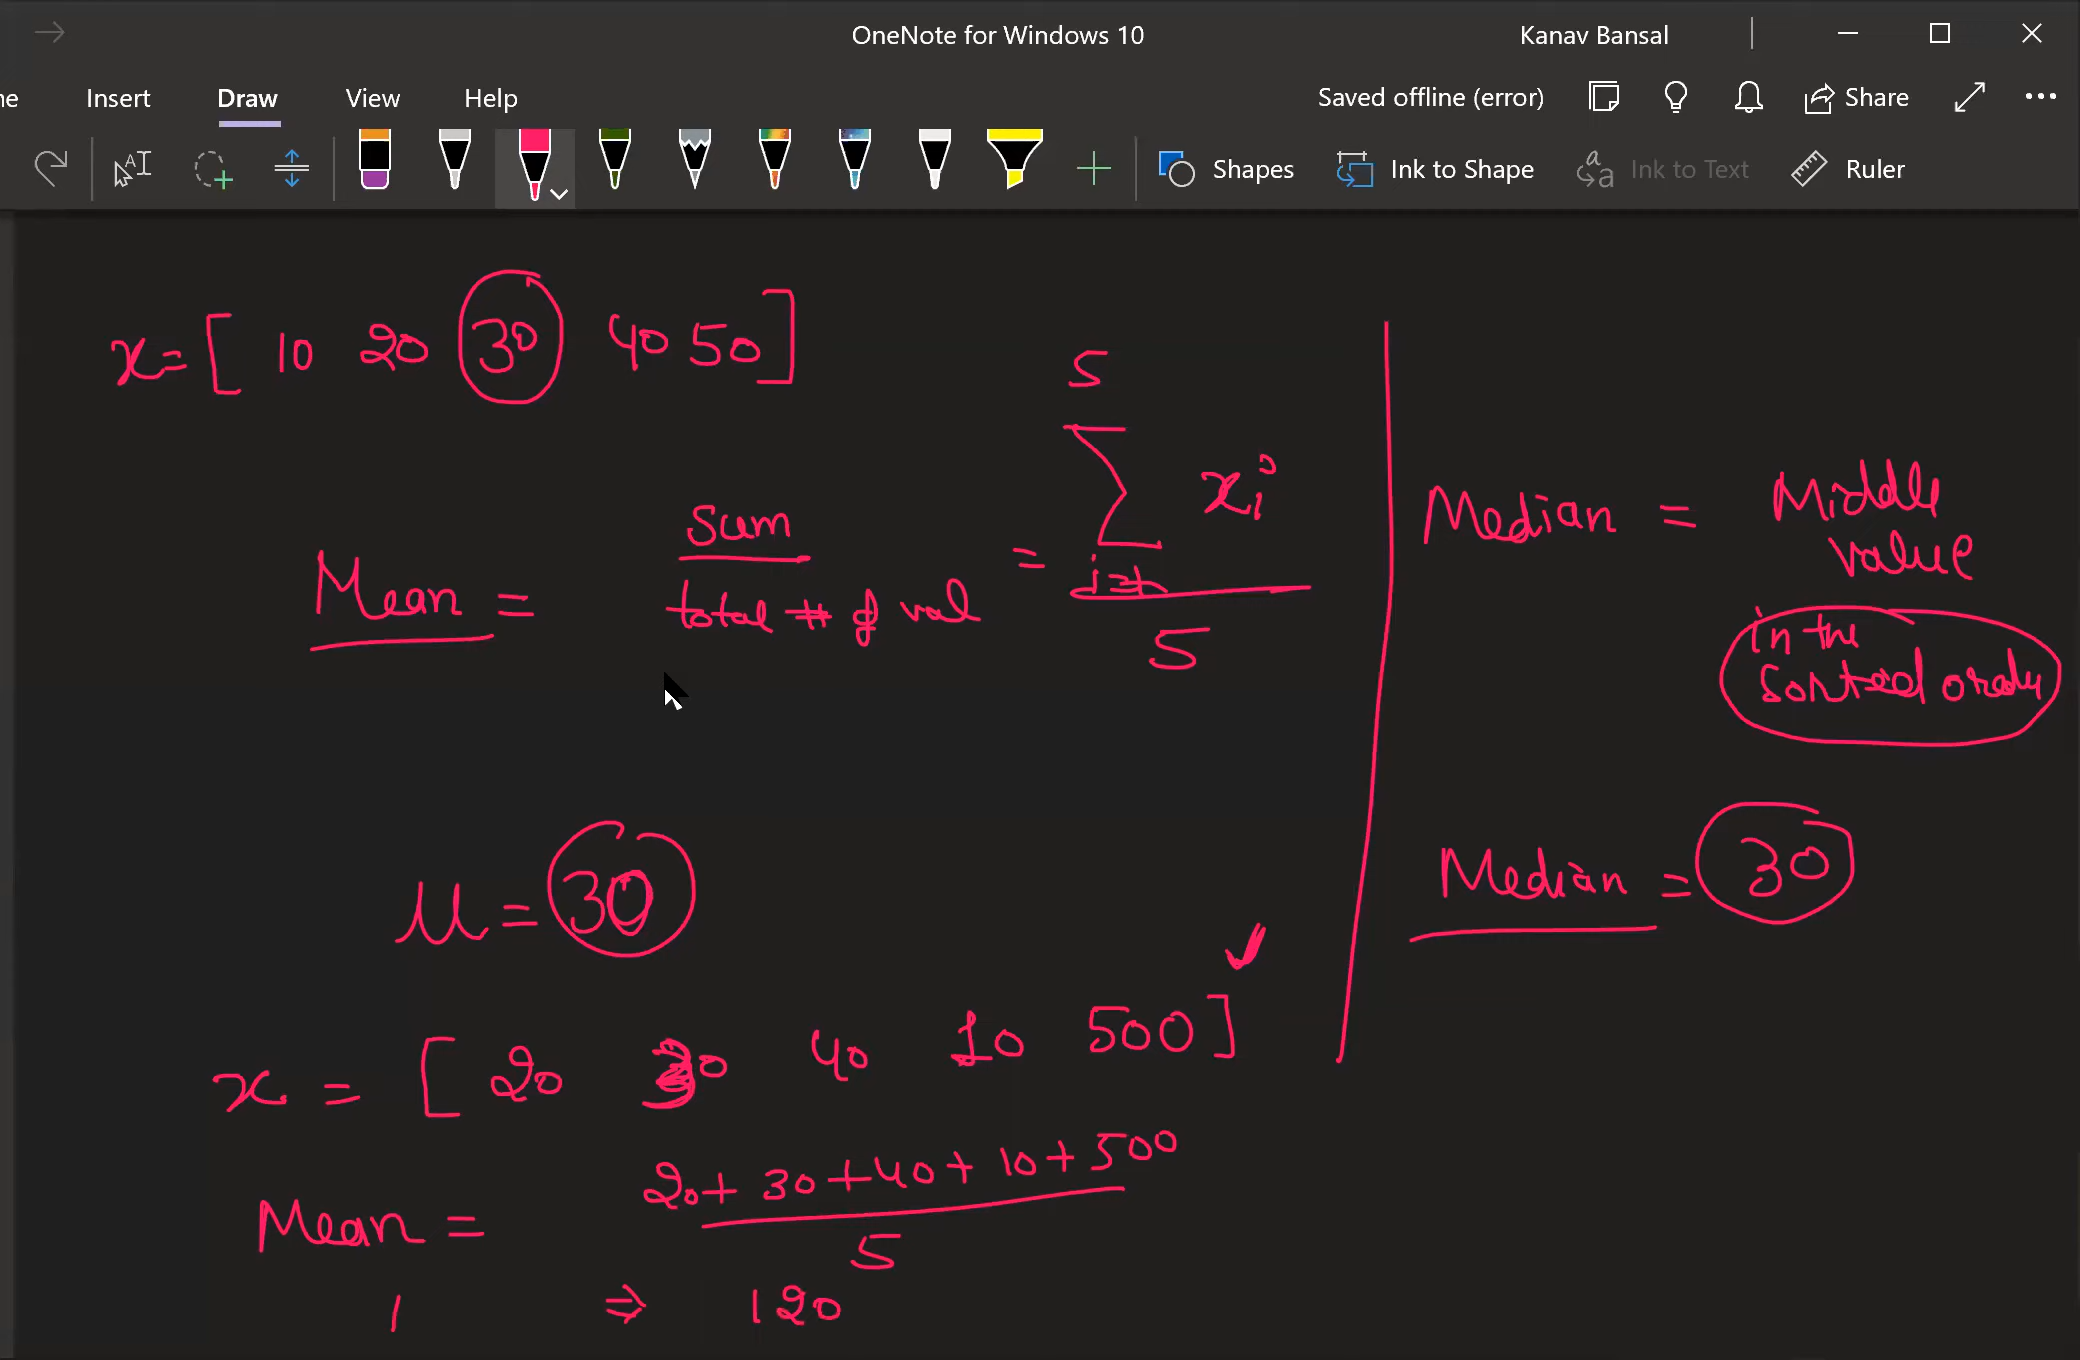 OneNote for Windows 10
Kanav Bansal
Insert Draw View Help
Saved offline (error) Share
Shapes Ink to Shape Ink to Text Ruler
x = [ 10 20 30 40 50 ]
Mean = Sum / total # of val = 5 Σ i=1 xi / 5
Median = Middle value
in the
sorted order
μ = 30
Median = 30
x = [ 20 30 40 10 500 ]
Mean = 20 + 30 + 40 + 10 + 500 / 5
⇒ 120